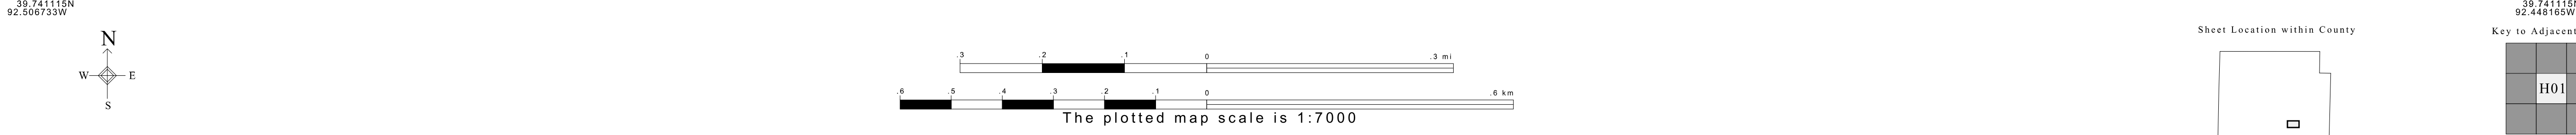 39.741115N
92.506733W
N
W E
S
.3 .2 .1 0 .3 mi
.6 .5 .4 .3 .2 .1 0 .6 km
The plotted map scale is 1:7000
Sheet Location within County
39.741115N
92.448165W
Key to Adjacent
H01